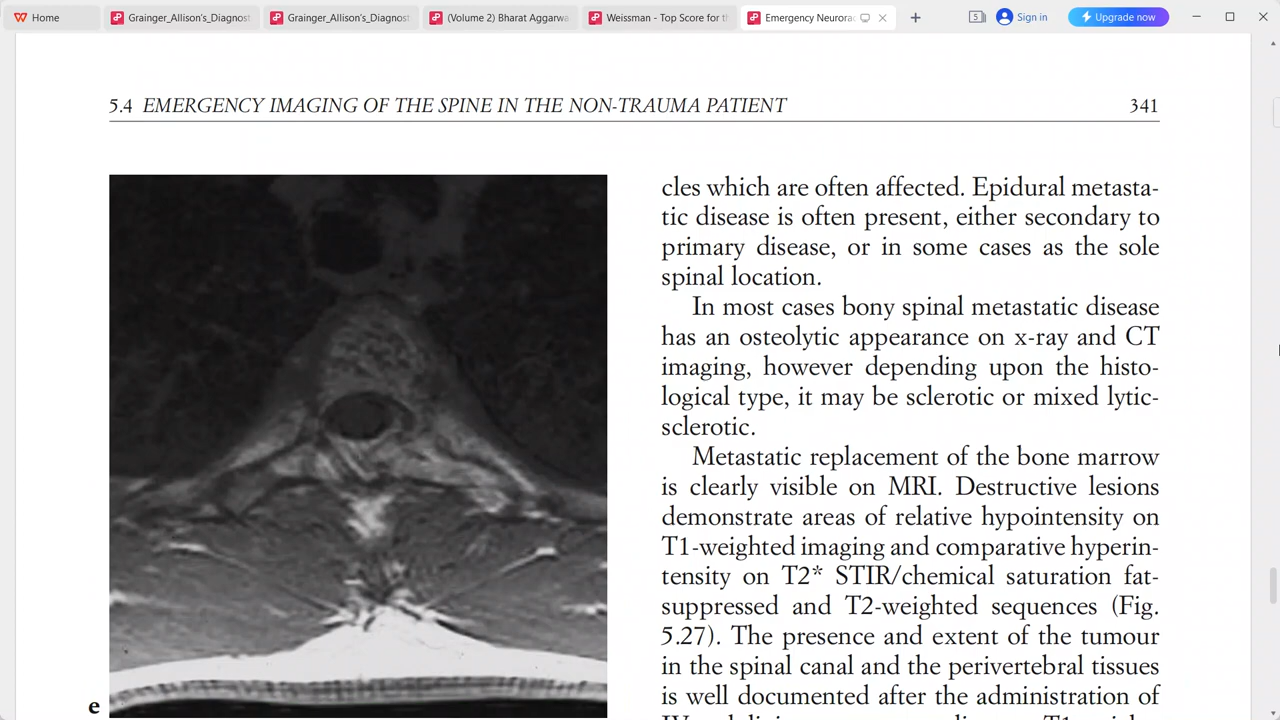 Home
Grainger_Allison's_Diagnost
Grainger_Allison's_Diagnost
(Volume 2) Bharat Aggarwa
Weissman - Top Score for t
Emergency Neurorac
5
Sign in
Upgrade now
5.4 EMERGENCY IMAGING OF THE SPINE IN THE NON-TRAUMA PATIENT
341
cles which are often affected. Epidural metasta-
tic disease is often present, either secondary to
primary disease, or in some cases as the sole
spinal location.
In most cases bony spinal metastatic disease
has an osteolytic appearance on x-ray and CT
imaging, however depending upon the histo-
logical type, it may be sclerotic or mixed lytic-
sclerotic.
Metastatic replacement of the bone marrow
is clearly visible on MRI. Destructive lesions
demonstrate areas of relative hypointensity on
T1-weighted imaging and comparative hyperin-
tensity on T2* STIR/chemical saturation fat-
suppressed and T2-weighted sequences (Fig.
5.27). The presence and extent of the tumour
in the spinal canal and the perivertebral tissues
is well documented after the administration of
e